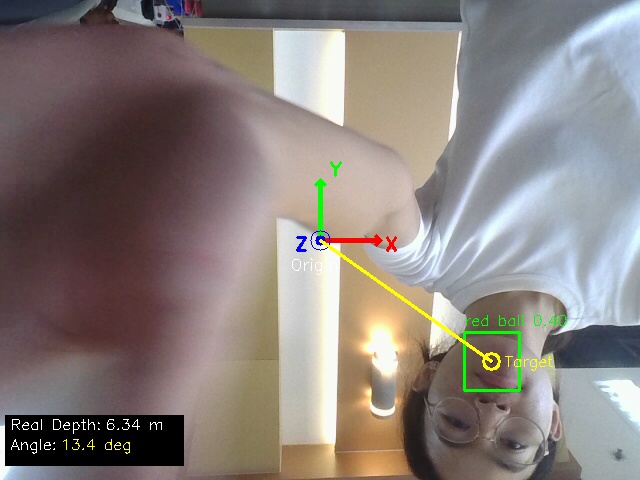 Y
Z
X
Origin
red ball 0.40
Target
Real Depth: 6.34 m
Angle: 13.4 deg